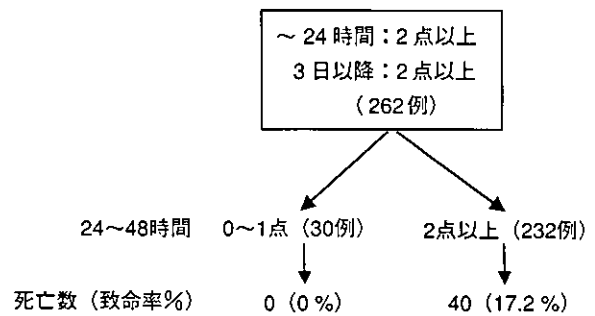 ～24時間：2点以上
3日以降：2点以上
（262例）
24～48時間 0～1点（30例） 2点以上（232例）
死亡数（致命率％） 0（0％） 40（17.2％）